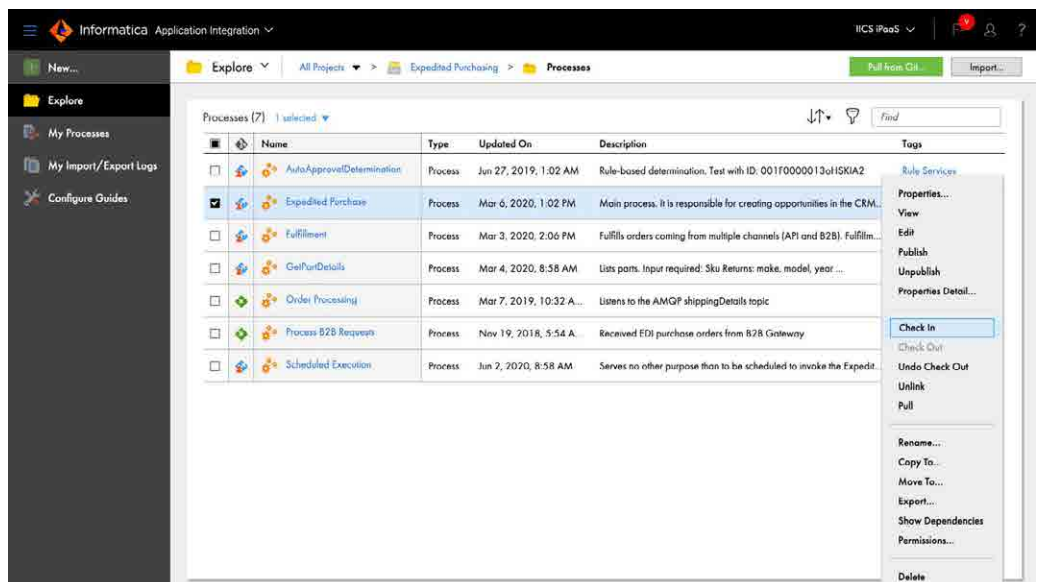 Informatica Application Integration
IICS iPaaS
?
New...
Explore
My Processes
My Import/Export Logs
Configure Guides
Explore
All Projects > Expedited Purchasing > Processes
Pull from Git...
Import...
Processes (7) 1 selected
Find
Name Type Updated On Description Tags
AutoApprovalDetermination Process Jun 27, 2019, 1:02 AM Rule-based determination. Test with ID: 001F0000013oHSKIA2 Rule Services
Expedited Purchase Process Mar 6, 2020, 1:02 PM Main process. It is responsible for creating opportunities in the CRM...
Fulfillment Process Mar 3, 2020, 2:06 PM Fulfills orders coming from multiple channels (API and B2B). Fulfillm...
GetPartDetails Process Mar 4, 2020, 8:58 AM Lists parts. Input required: Sku Returns: make, model, year ...
Order Processing Process Mar 7, 2019, 10:32 A... Listens to the AMQP shippingDetails topic
Process B2B Requests Process Nov 19, 2018, 5:54 A... Received EDI purchase orders from B2B Gateway
Scheduled Execution Process Jun 2, 2020, 8:58 AM Serves no other purpose than to be scheduled to invoke the Expedit...
Properties...
View
Edit
Publish
Unpublish
Properties Detail...
Check In
Check Out
Undo Check Out
Unlink
Pull
Rename...
Copy To...
Move To...
Export...
Show Dependencies
Permissions...
Delete